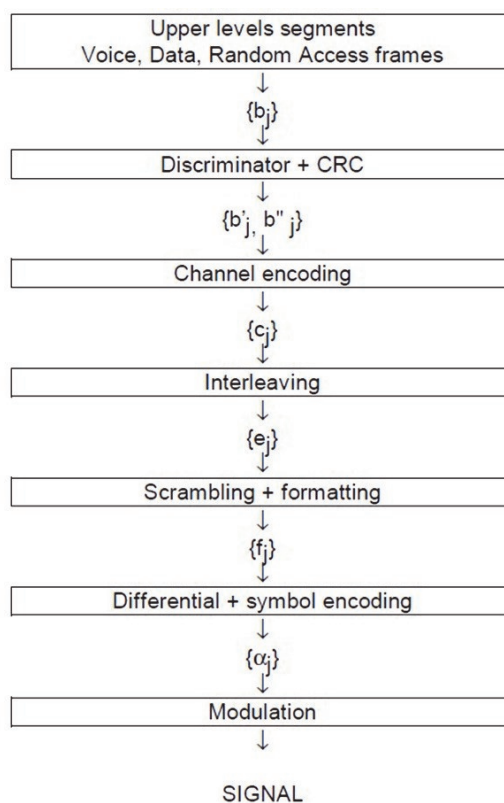 Upper levels segments
Voice, Data, Random Access frames
↓
{bj}
↓
Discriminator + CRC
↓
{b'j, b" j}
↓
Channel encoding
↓
{cj}
↓
Interleaving
↓
{ej}
↓
Scrambling + formatting
↓
{fj}
↓
Differential + symbol encoding
↓
{αj}
↓
Modulation
↓
SIGNAL